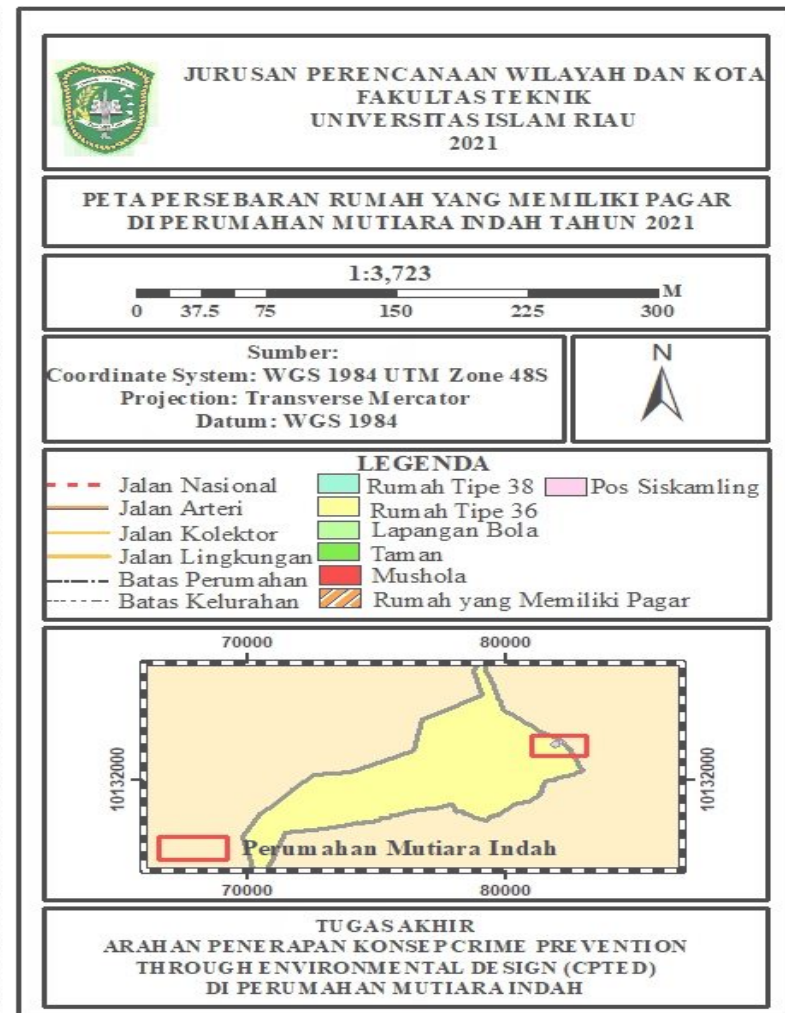 JURUSAN PERENCANAAN WILAYAH DAN KOTA
FAKULTAS TEKNIK
UNIVERSITAS ISLAM RIAU
2021
PETA PERSEBARAN RUMAH YANG MEMILIKI PAGAR
DI PERUMAHAN MUTIARA INDAH TAHUN 2021
1:3,723
M
0 37.5 75 150 225 300
Sumber:
Coordinate System: WGS 1984 UTM Zone 48S
Projection: Transverse Mercator
Datum: WGS 1984
N
LEGENDA
Jalan Nasional
Jalan Arteri
Jalan Kolektor
Jalan Lingkungan
Batas Perumahan
Batas Kelurahan
Rumah Tipe 38
Rumah Tipe 36
Lapangan Bola
Taman
Mushola
Rumah yang Memiliki Pagar
Pos Siskamling
70000 80000
10132000
10132000
Perumahan Mutiara Indah
70000 80000
TUGAS AKHIR
ARAHAN PENERAPAN KONSEP CRIME PREVENTION
THROUGH ENVIRONMENTAL DESIGN (CPTED)
DI PERUMAHAN MUTIARA INDAH